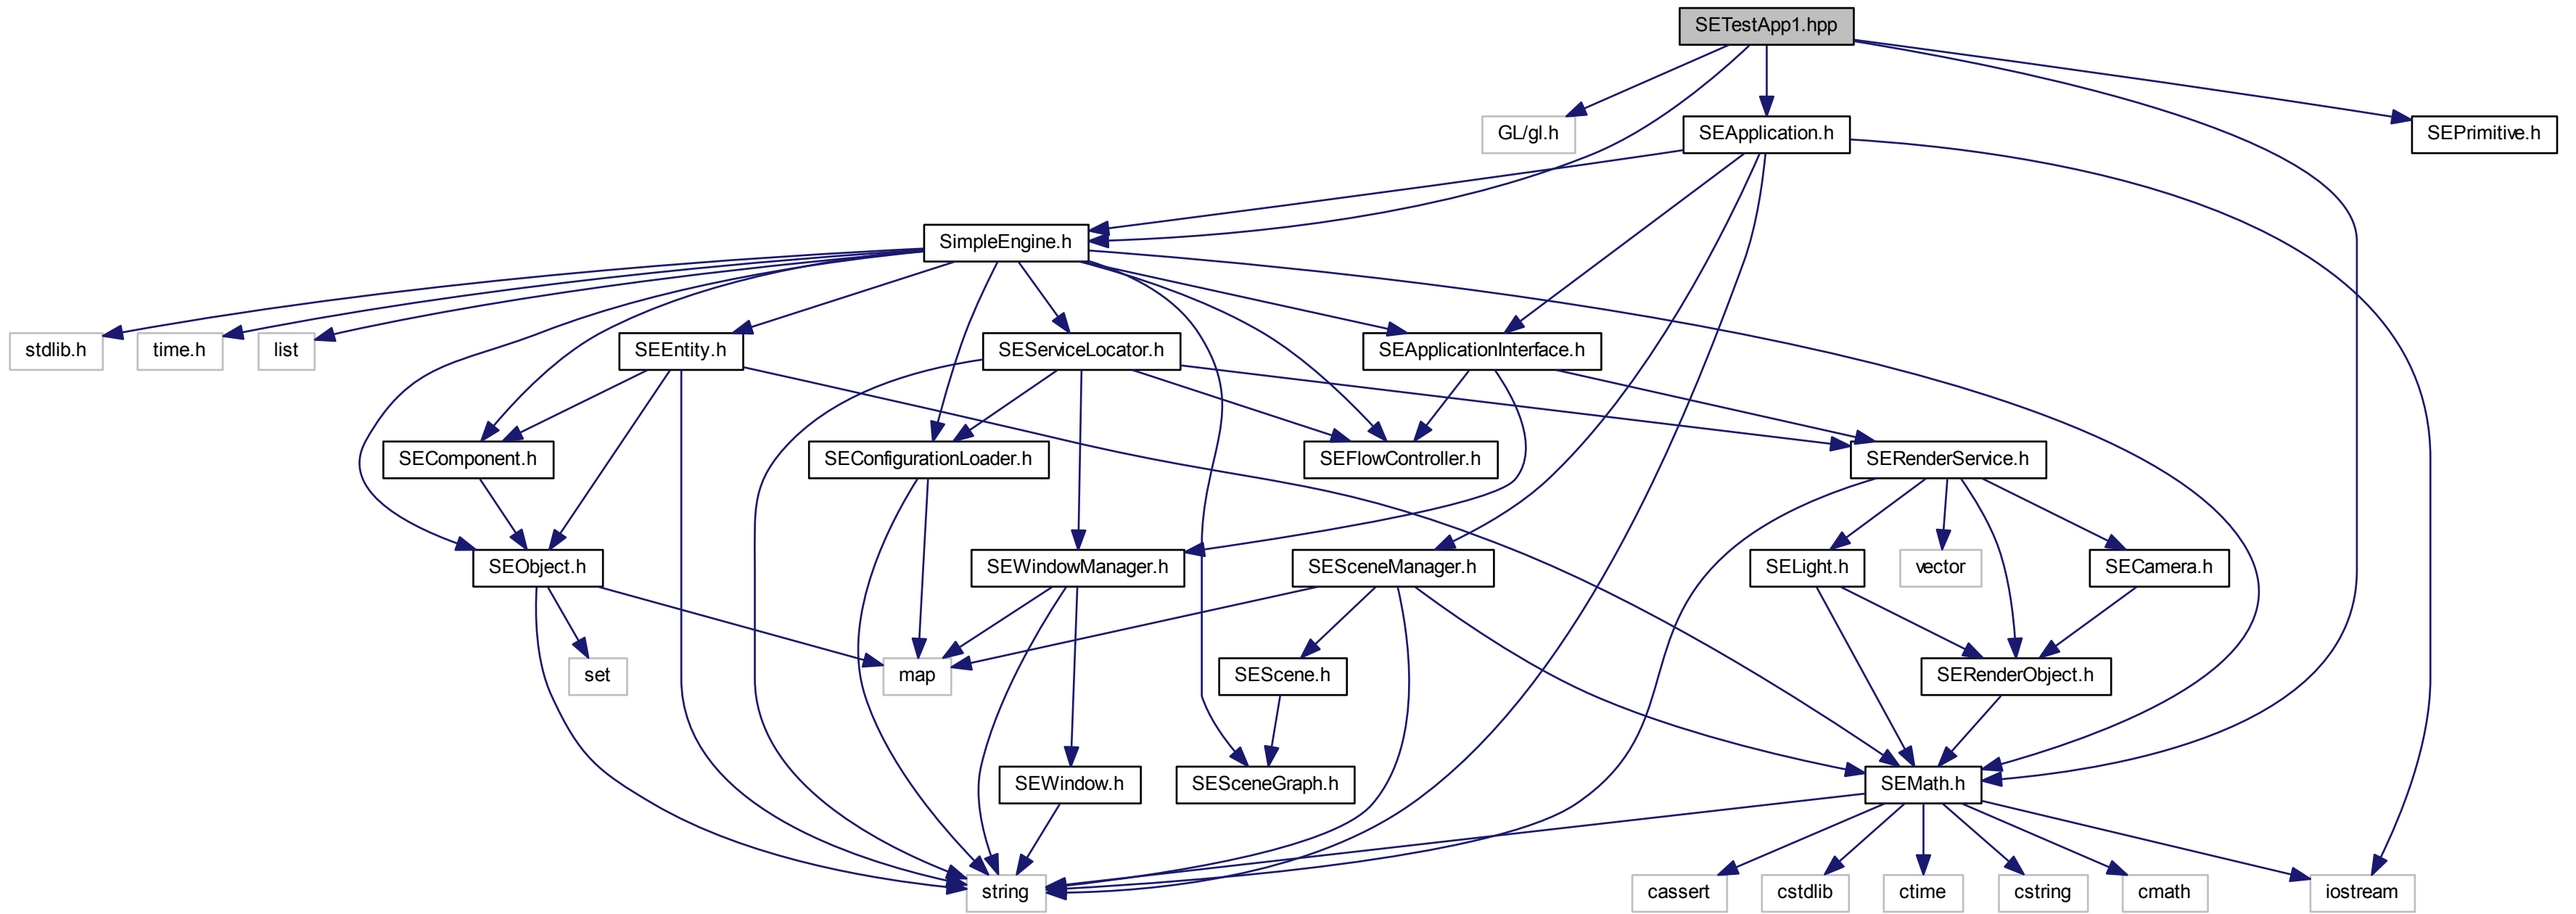 SETestApp1.hpp
GL/gl.h
SEApplication.h
SEPrimitive.h
SimpleEngine.h
stdlib.h
time.h
list
SEEntity.h
SEServiceLocator.h
SEApplicationInterface.h
SEComponent.h
SEConfigurationLoader.h
SEFlowController.h
SERenderService.h
SEObject.h
SEWindowManager.h
SESceneManager.h
SELight.h
vector
SECamera.h
set
map
SEScene.h
SERenderObject.h
SEWindow.h
SESceneGraph.h
SEMath.h
string
cassert
cstdlib
ctime
cstring
cmath
iostream